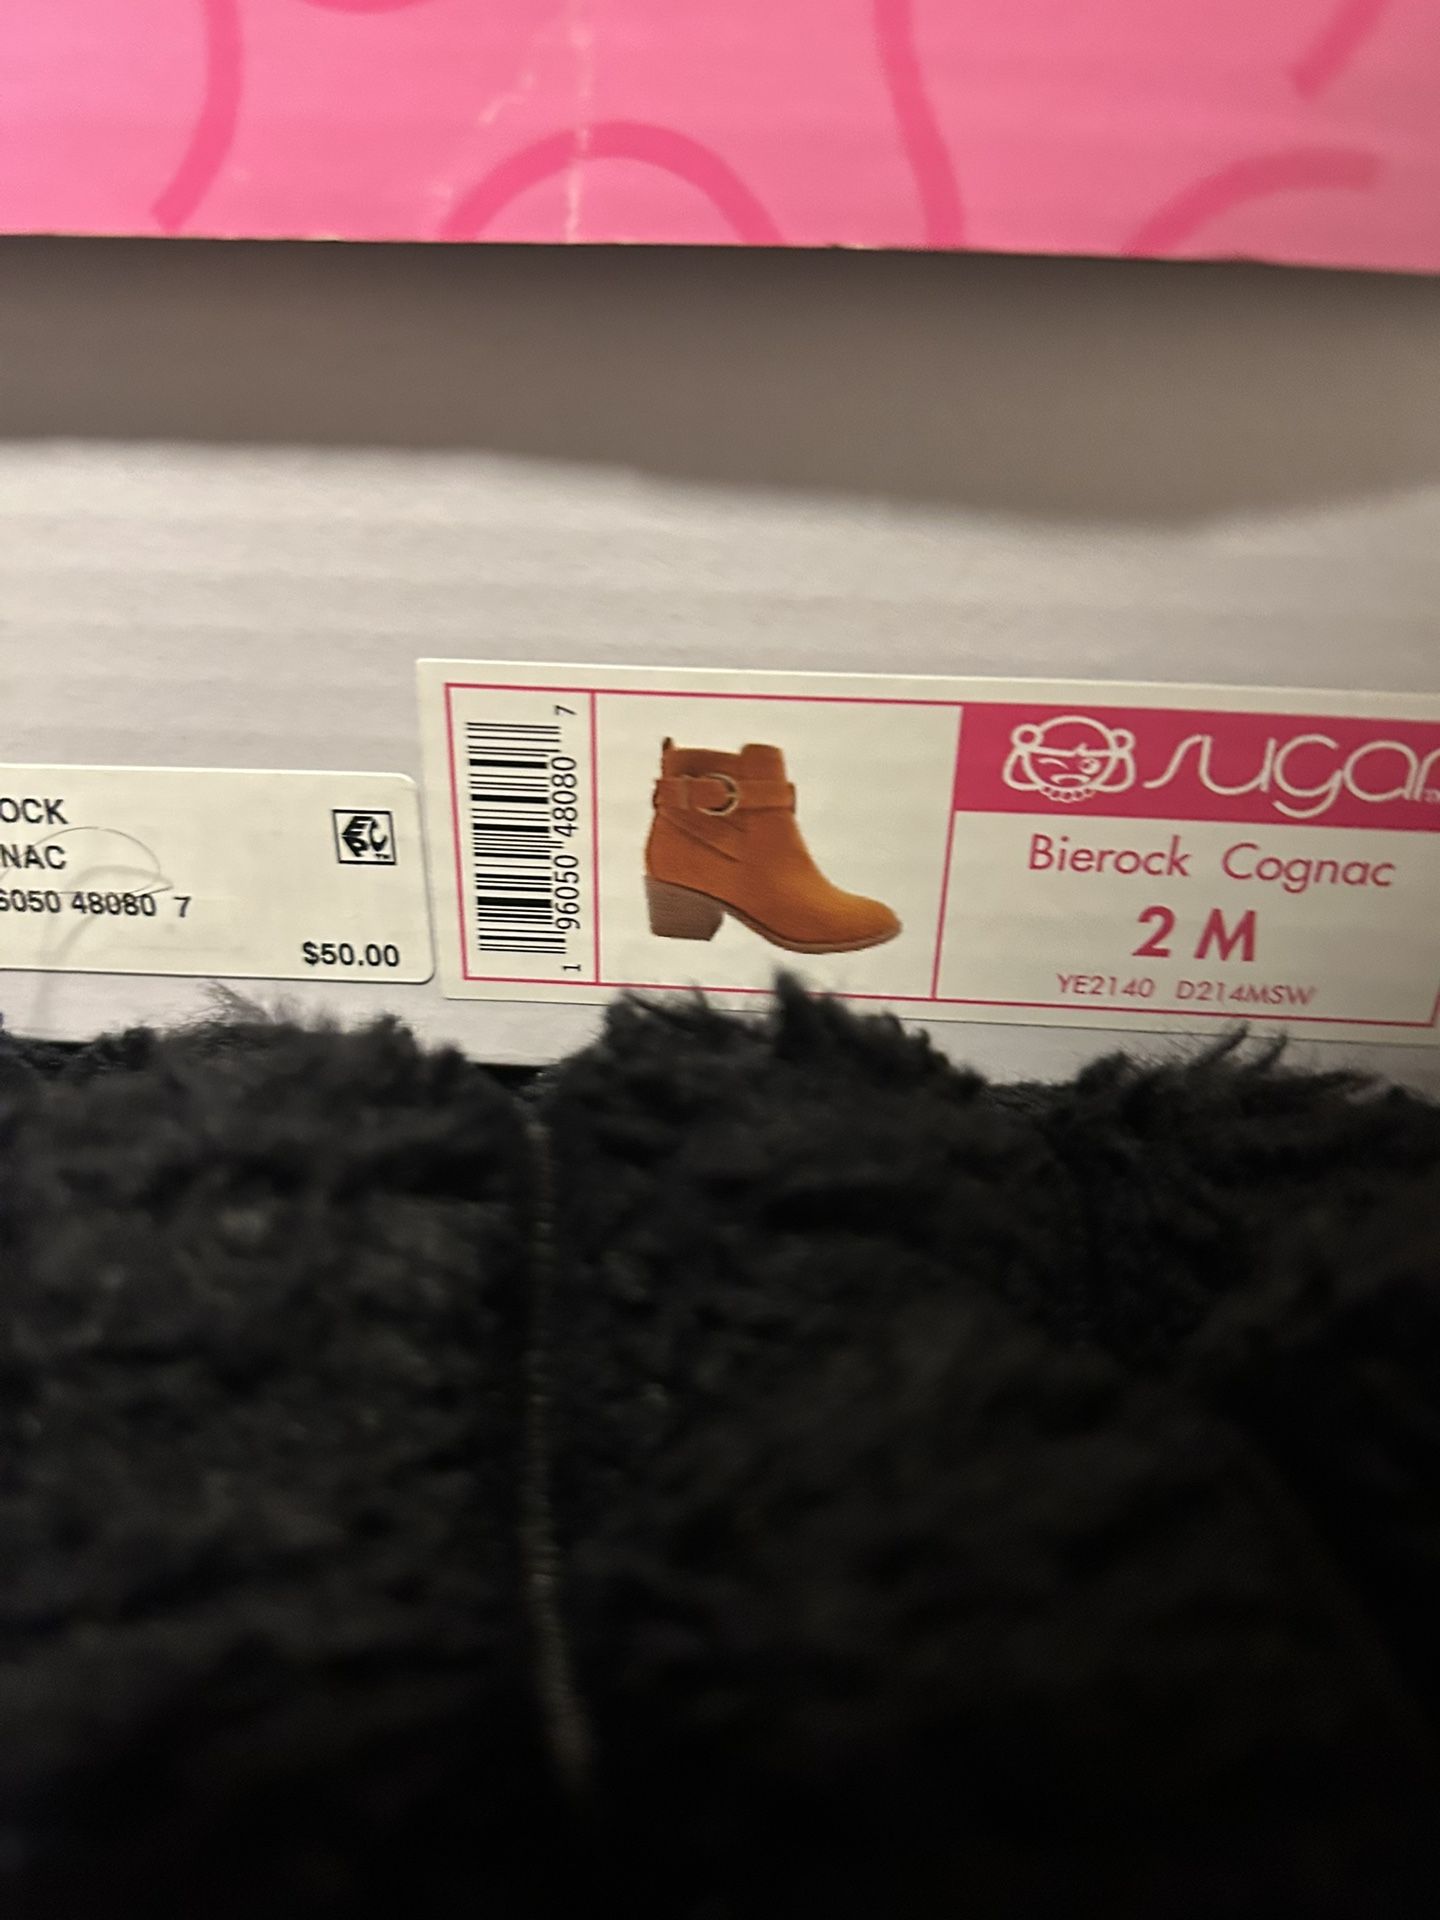 OCK
NAC
6050 48080 7
$50.00
1 96050 48080 7
sugar
Bierock Cognac
2 M
YE2140 D214MSW